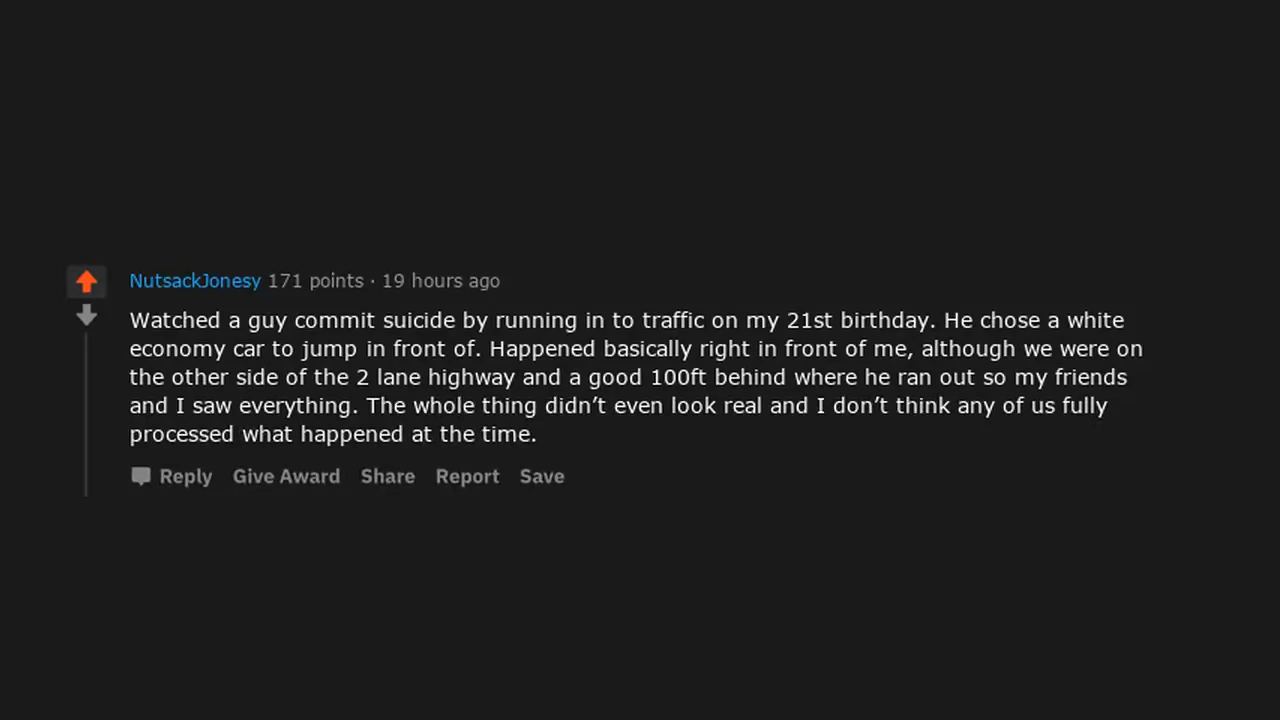 NutsackJonesy 171 points · 19 hours ago
Watched a guy commit suicide by running in to traffic on my 21st birthday. He chose a white
economy car to jump in front of. Happened basically right in front of me, although we were on
the other side of the 2 lane highway and a good 100ft behind where he ran out so my friends
and I saw everything. The whole thing didn’t even look real and I don’t think any of us fully
processed what happened at the time.
Reply Give Award Share Report Save